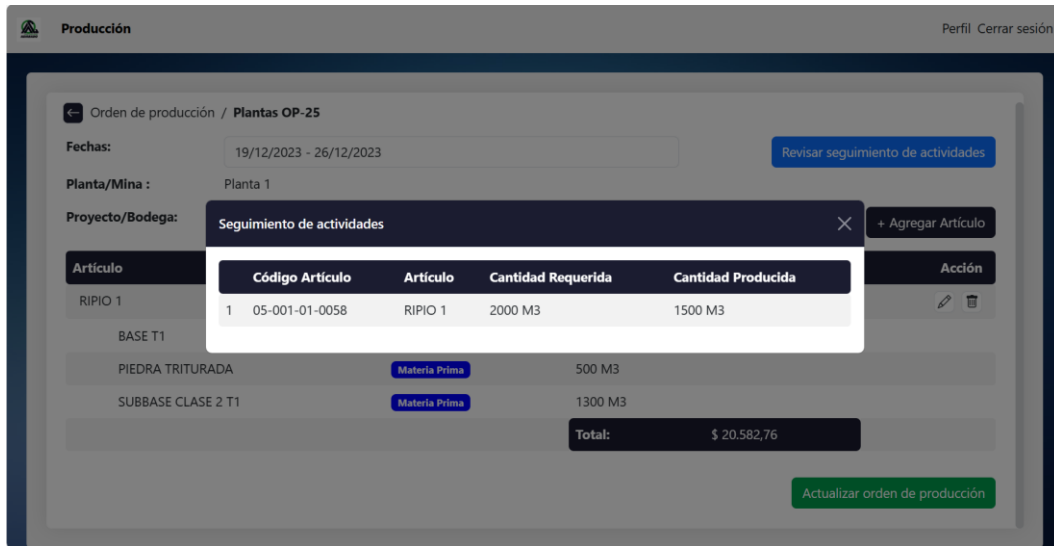 Producción Perfil Cerrar sesión
← Orden de producción / Plantas OP-25
Fechas: 19/12/2023 - 26/12/2023 Revisar seguimiento de actividades
Planta/Mina : Planta 1
Proyecto/Bodega: + Agregar Artículo
Seguimiento de actividades
Código Artículo Artículo Cantidad Requerida Cantidad Producida
1 05-001-01-0058 RIPIO 1 2000 M3 1500 M3
Artículo Acción
RIPIO 1
BASE T1
PIEDRA TRITURADA Materia Prima 500 M3
SUBBASE CLASE 2 T1 Materia Prima 1300 M3
Total: $ 20.582,76
Actualizar orden de producción